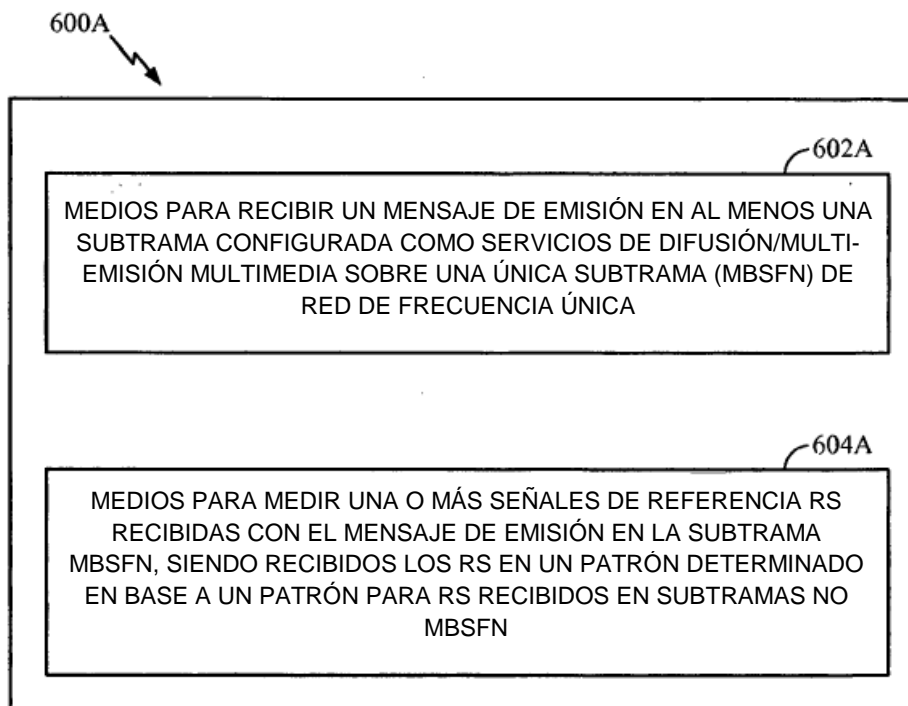 600A
602A
MEDIOS PARA RECIBIR UN MENSAJE DE EMISIÓN EN AL MENOS UNA
SUBTRAMA CONFIGURADA COMO SERVICIOS DE DIFUSIÓN/MULTI-
EMISIÓN MULTIMEDIA SOBRE UNA ÚNICA SUBTRAMA (MBSFN) DE
RED DE FRECUENCIA ÚNICA
604A
MEDIOS PARA MEDIR UNA O MÁS SEÑALES DE REFERENCIA RS
RECIBIDAS CON EL MENSAJE DE EMISIÓN EN LA SUBTRAMA
MBSFN, SIENDO RECIBIDOS LOS RS EN UN PATRÓN DETERMINADO
EN BASE A UN PATRÓN PARA RS RECIBIDOS EN SUBTRAMAS NO
MBSFN